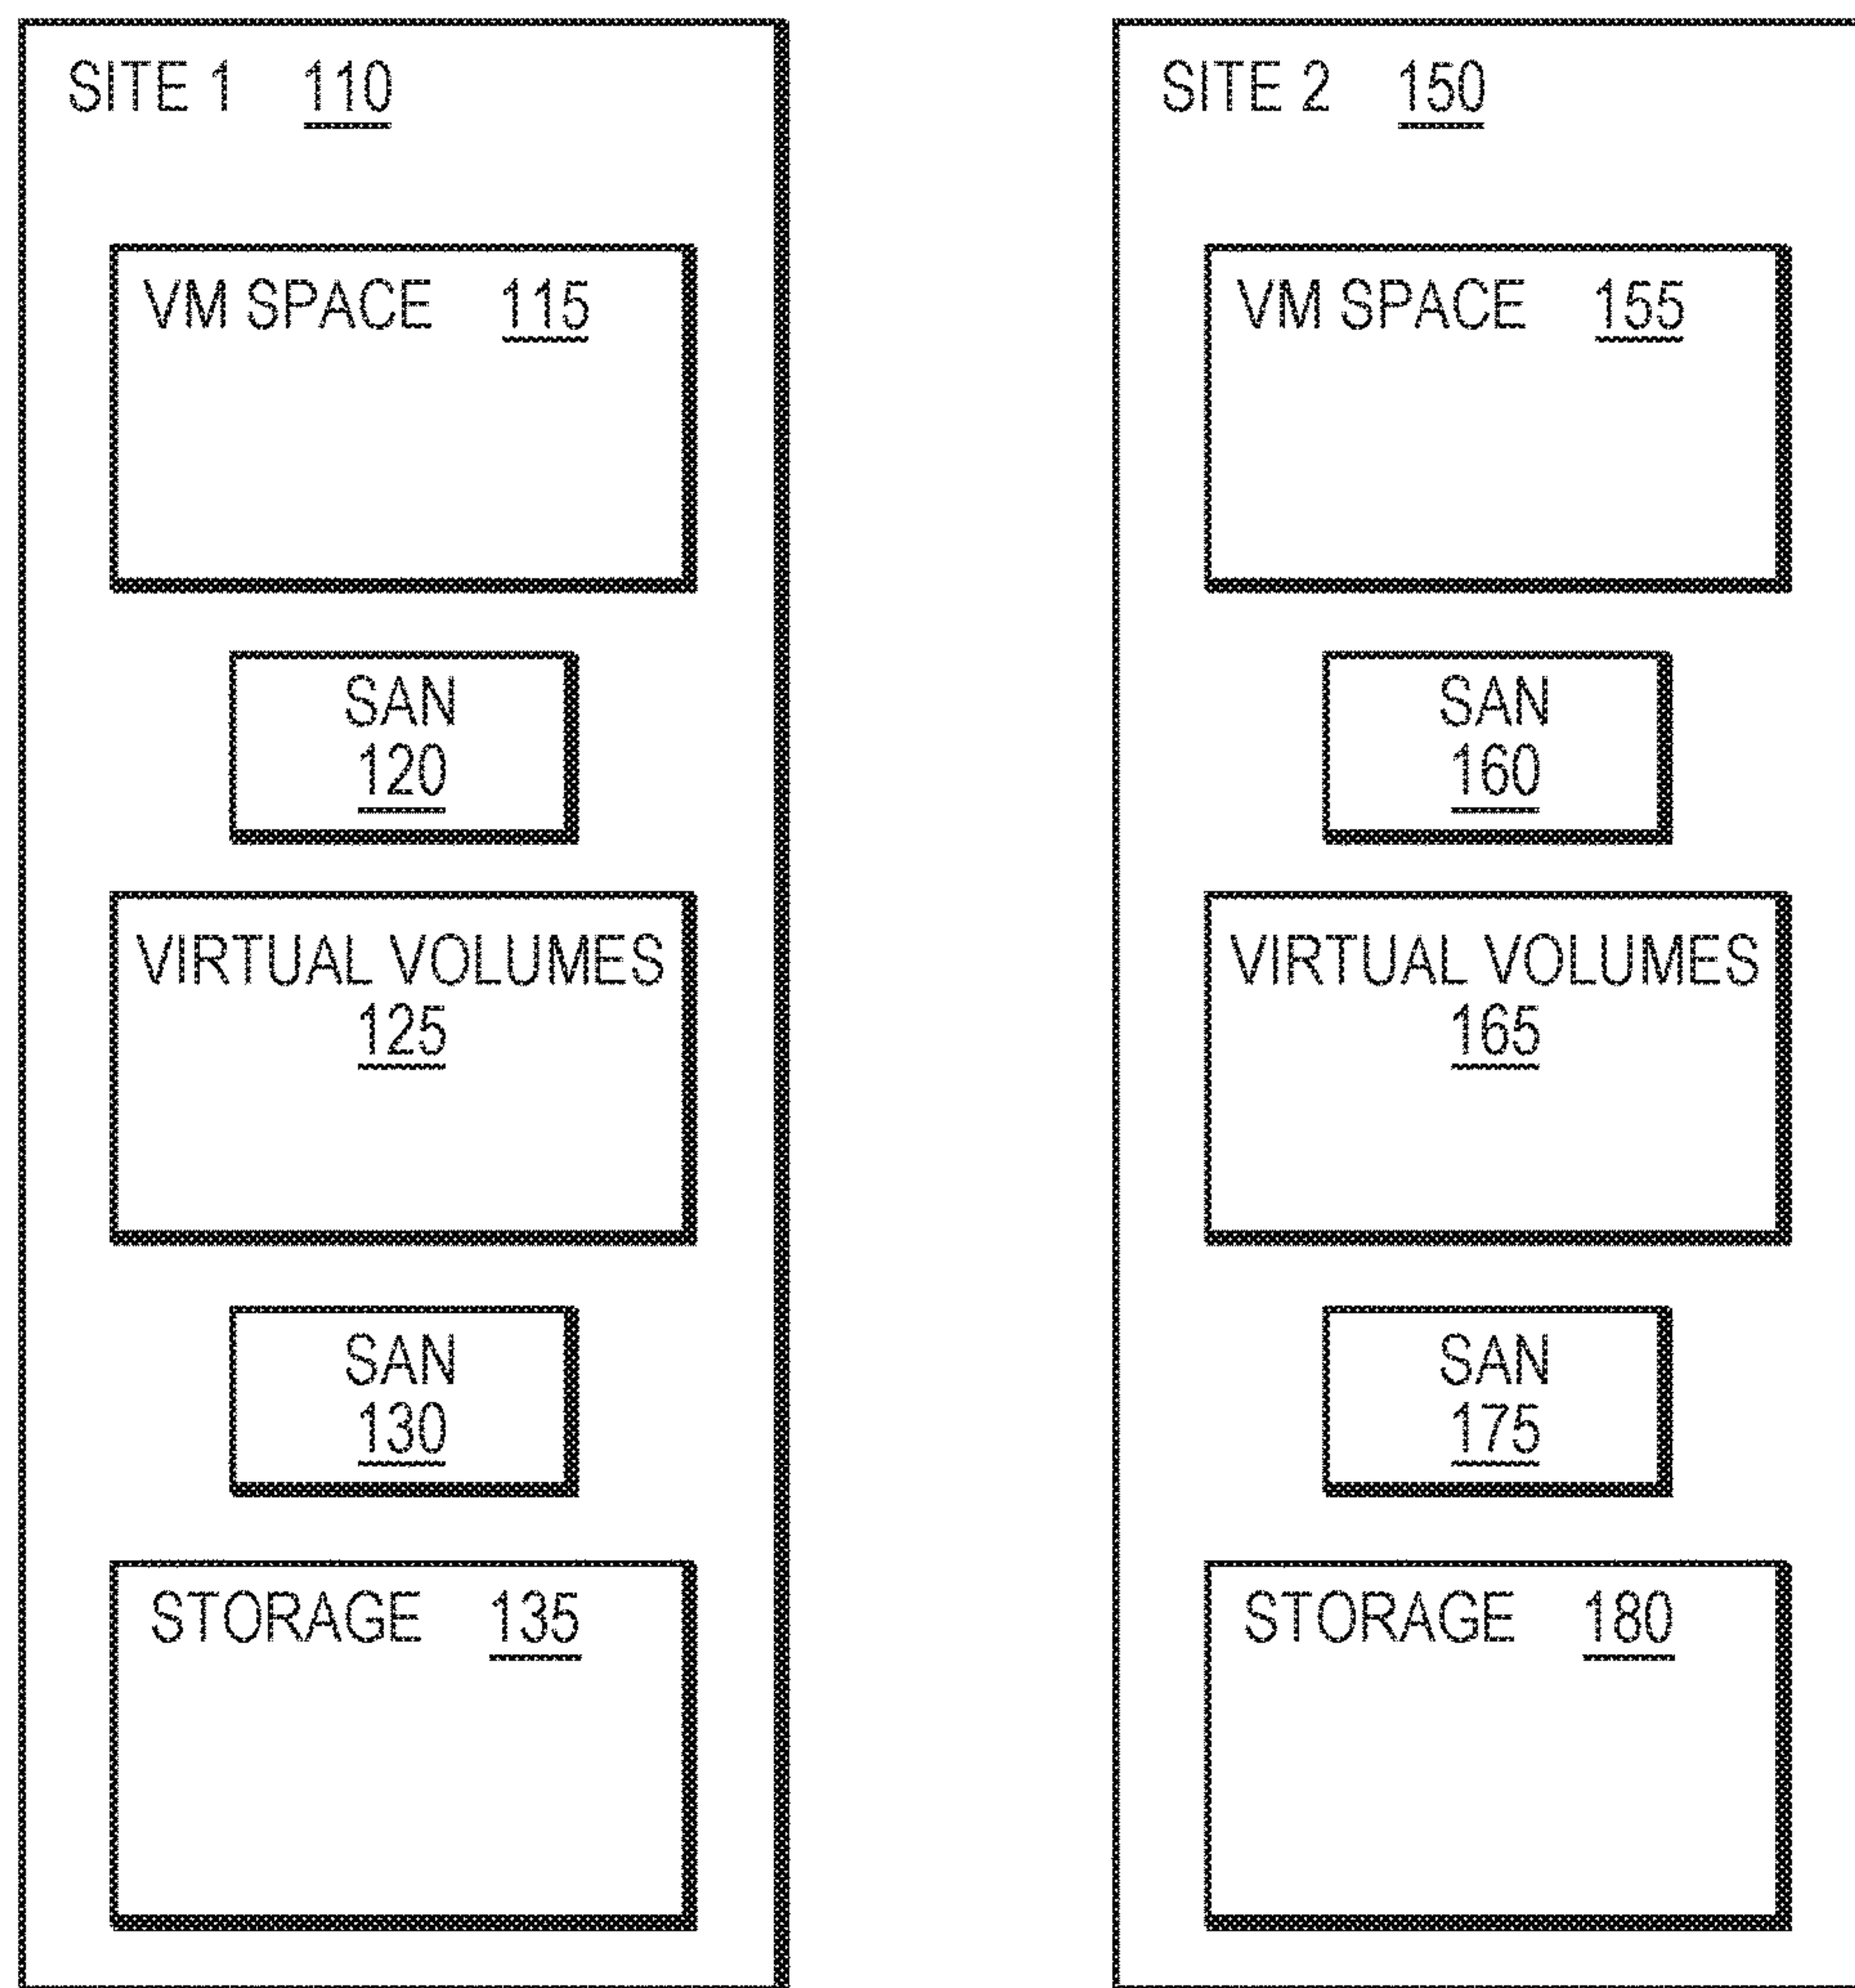 SITE 1 110
VM SPACE 115
SAN
120
VIRTUAL VOLUMES
125
SAN
130
STORAGE 135
SITE 2 150
VM SPACE 155
SAN
160
VIRTUAL VOLUMES
165
SAN
175
STORAGE 180